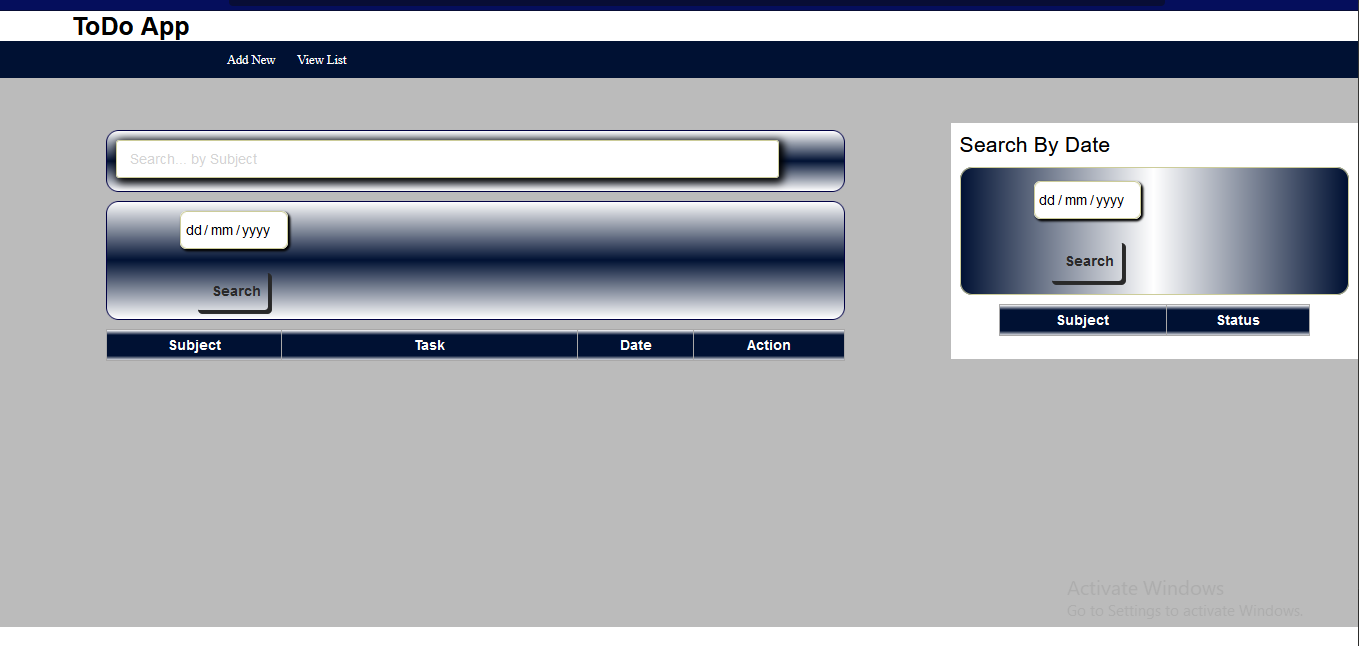 ToDo App
Add New View List
Search... by Subject
dd / mm / yyyy
Search
Subject Task Date Action
Search By Date
dd / mm / yyyy
Search
Subject Status
Activate Windows
Go to Settings to activate Windows.